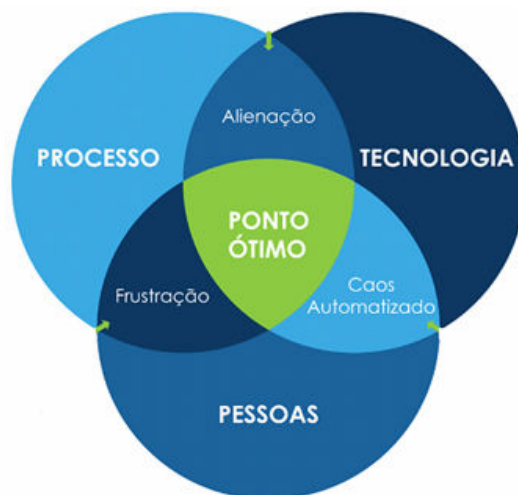 Alienação
PROCESSO
TECNOLOGIA
PONTO
ÓTIMO
Frustração
Caos
Automatizado
PESSOAS